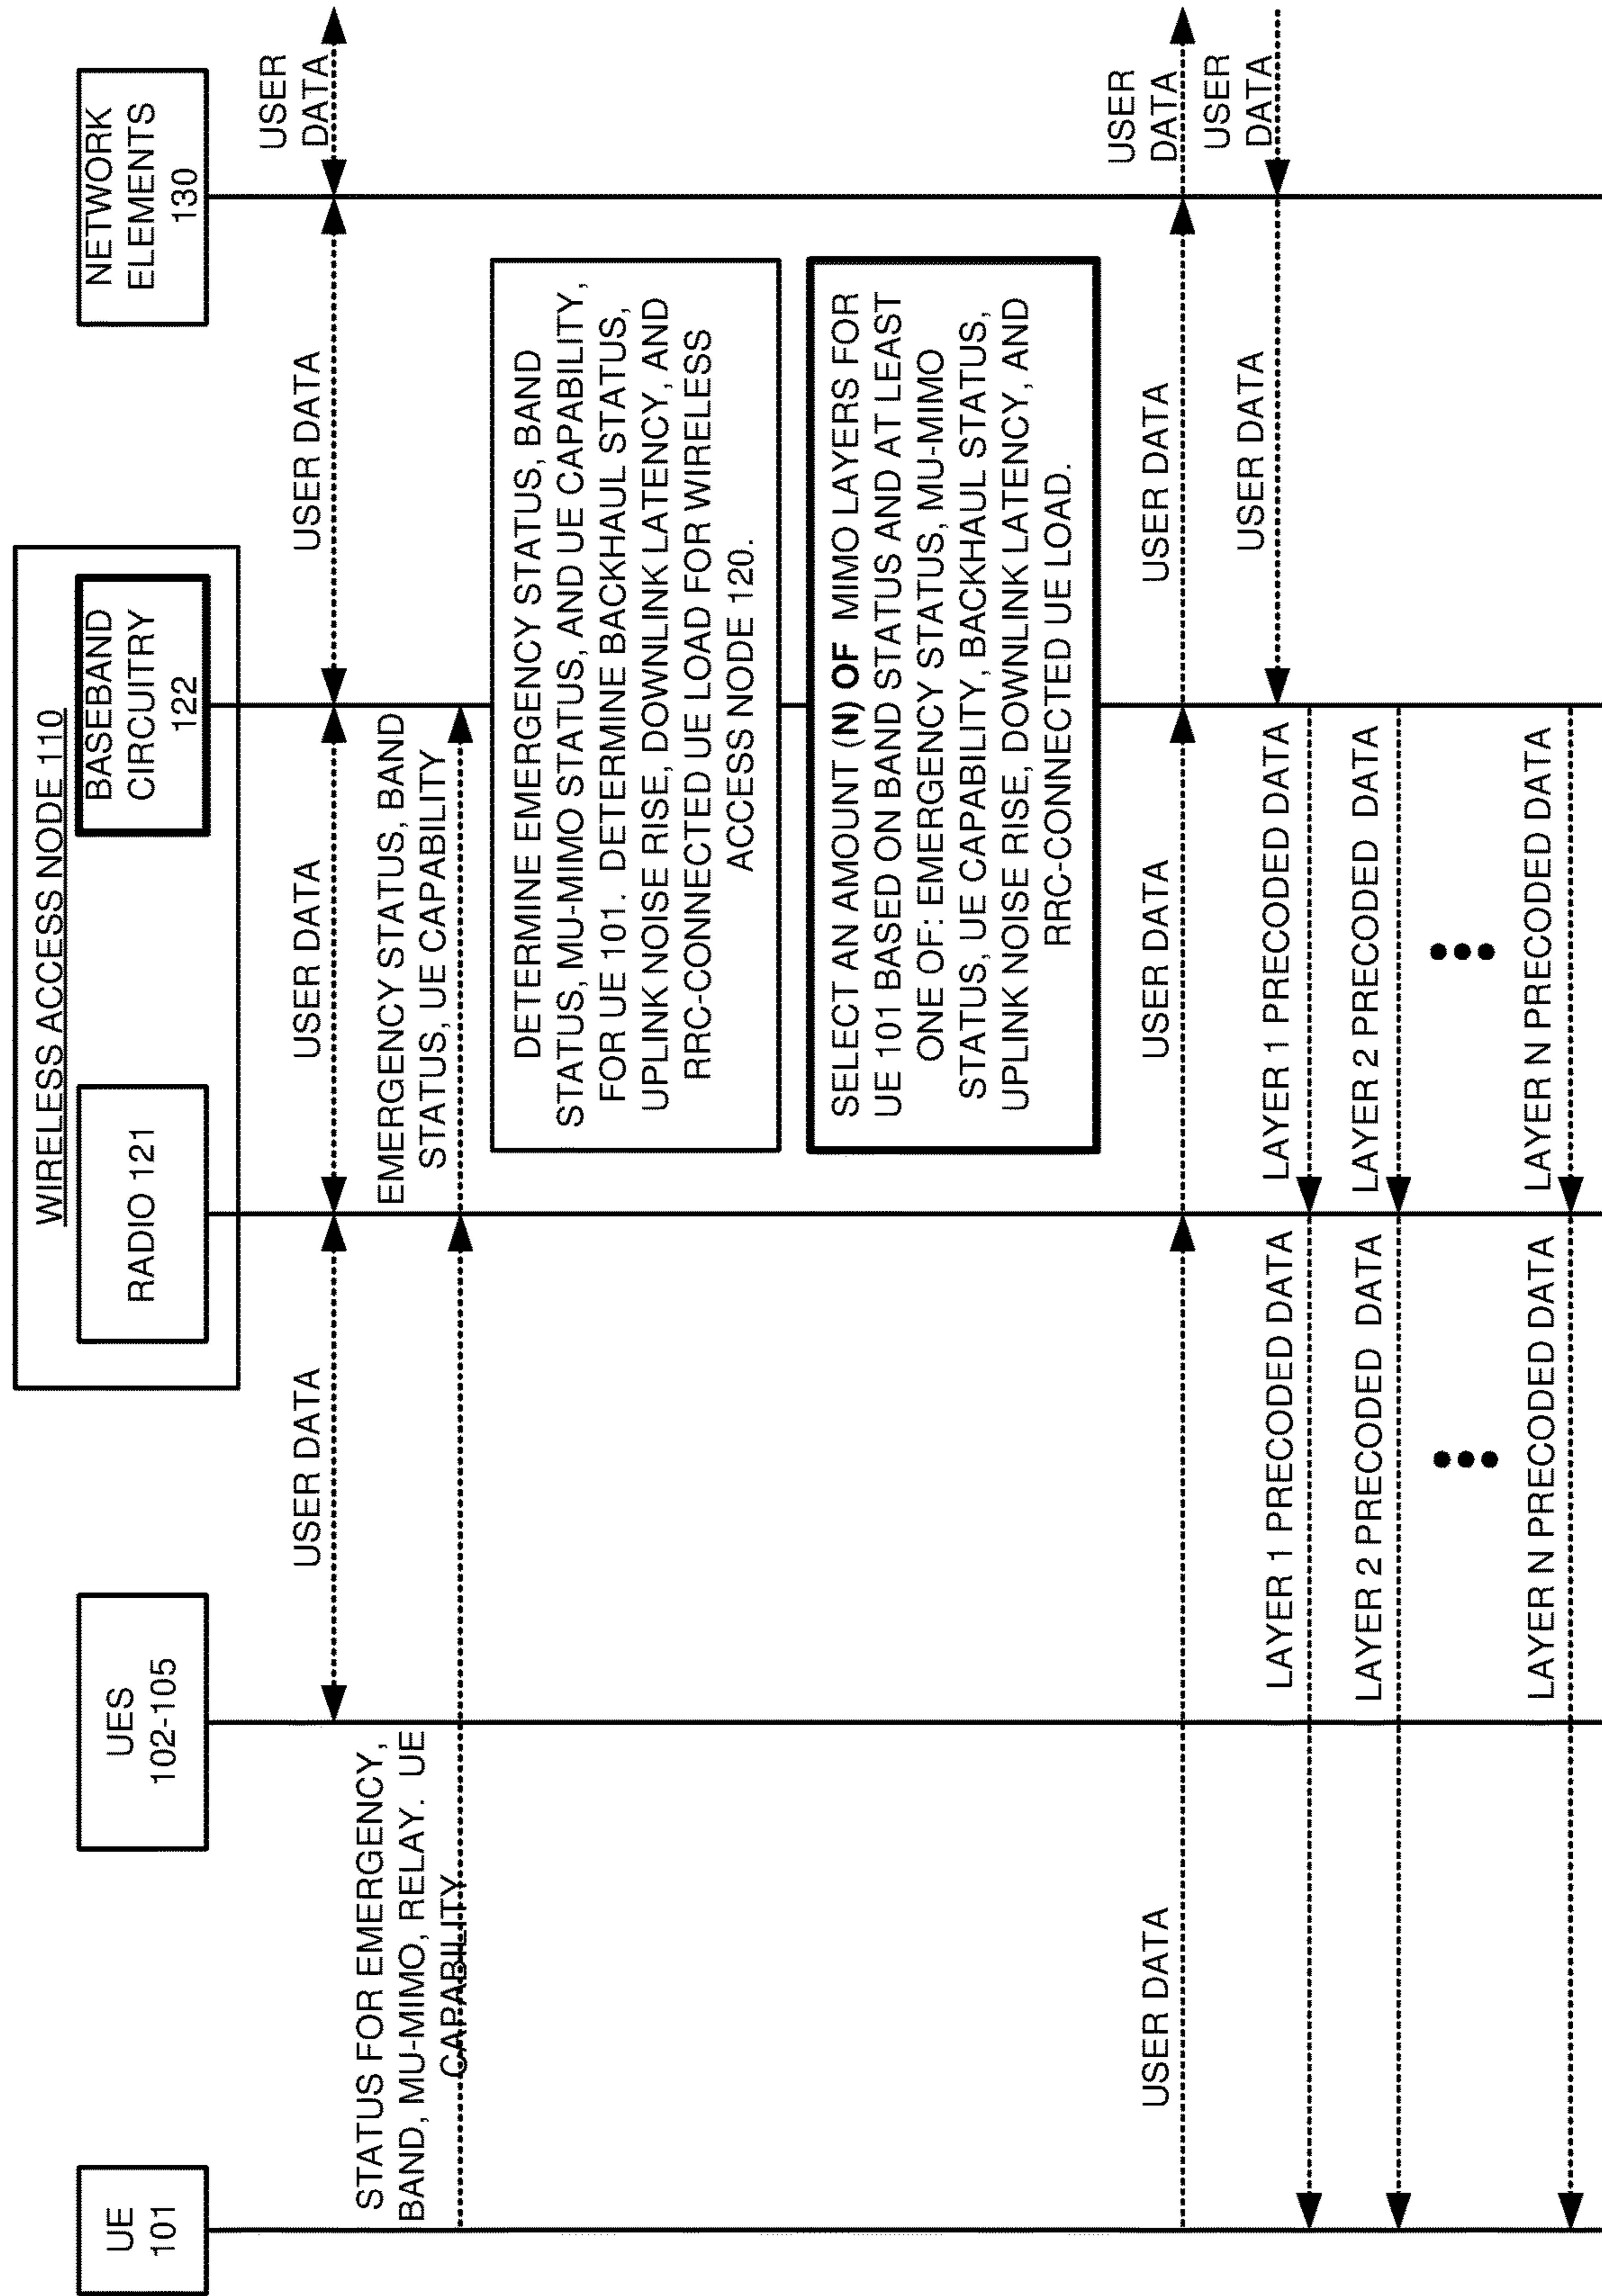 WIRELESS ACCESS NODE 110
UE
101
UES
102-105
RADIO 121
BASEBAND
CIRCUITRY
122
NETWORK
ELEMENTS
130
USER DATA
USER DATA
USER DATA
USER
DATA
STATUS FOR EMERGENCY,
BAND, MU-MIMO, RELAY. UE
CAPABILITY
EMERGENCY STATUS, BAND
STATUS, UE CAPABILITY
DETERMINE EMERGENCY STATUS, BAND
STATUS, MU-MIMO STATUS, AND UE CAPABILITY,
FOR UE 101. DETERMINE BACKHAUL STATUS,
UPLINK NOISE RISE, DOWNLINK LATENCY, AND
RRC-CONNECTED UE LOAD FOR WIRELESS
ACCESS NODE 120.
SELECT AN AMOUNT (N) OF MIMO LAYERS FOR
UE 101 BASED ON BAND STATUS AND AT LEAST
ONE OF: EMERGENCY STATUS, MU-MIMO
STATUS, UE CAPABILITY, BACKHAUL STATUS,
UPLINK NOISE RISE, DOWNLINK LATENCY, AND
RRC-CONNECTED UE LOAD.
USER DATA
USER DATA
USER DATA
USER
DATA
USER DATA
USER
DATA
LAYER 1 PRECODED DATA
LAYER 1 PRECODED DATA
LAYER 2 PRECODED DATA
LAYER 2 PRECODED DATA
LAYER N PRECODED DATA
LAYER N PRECODED DATA